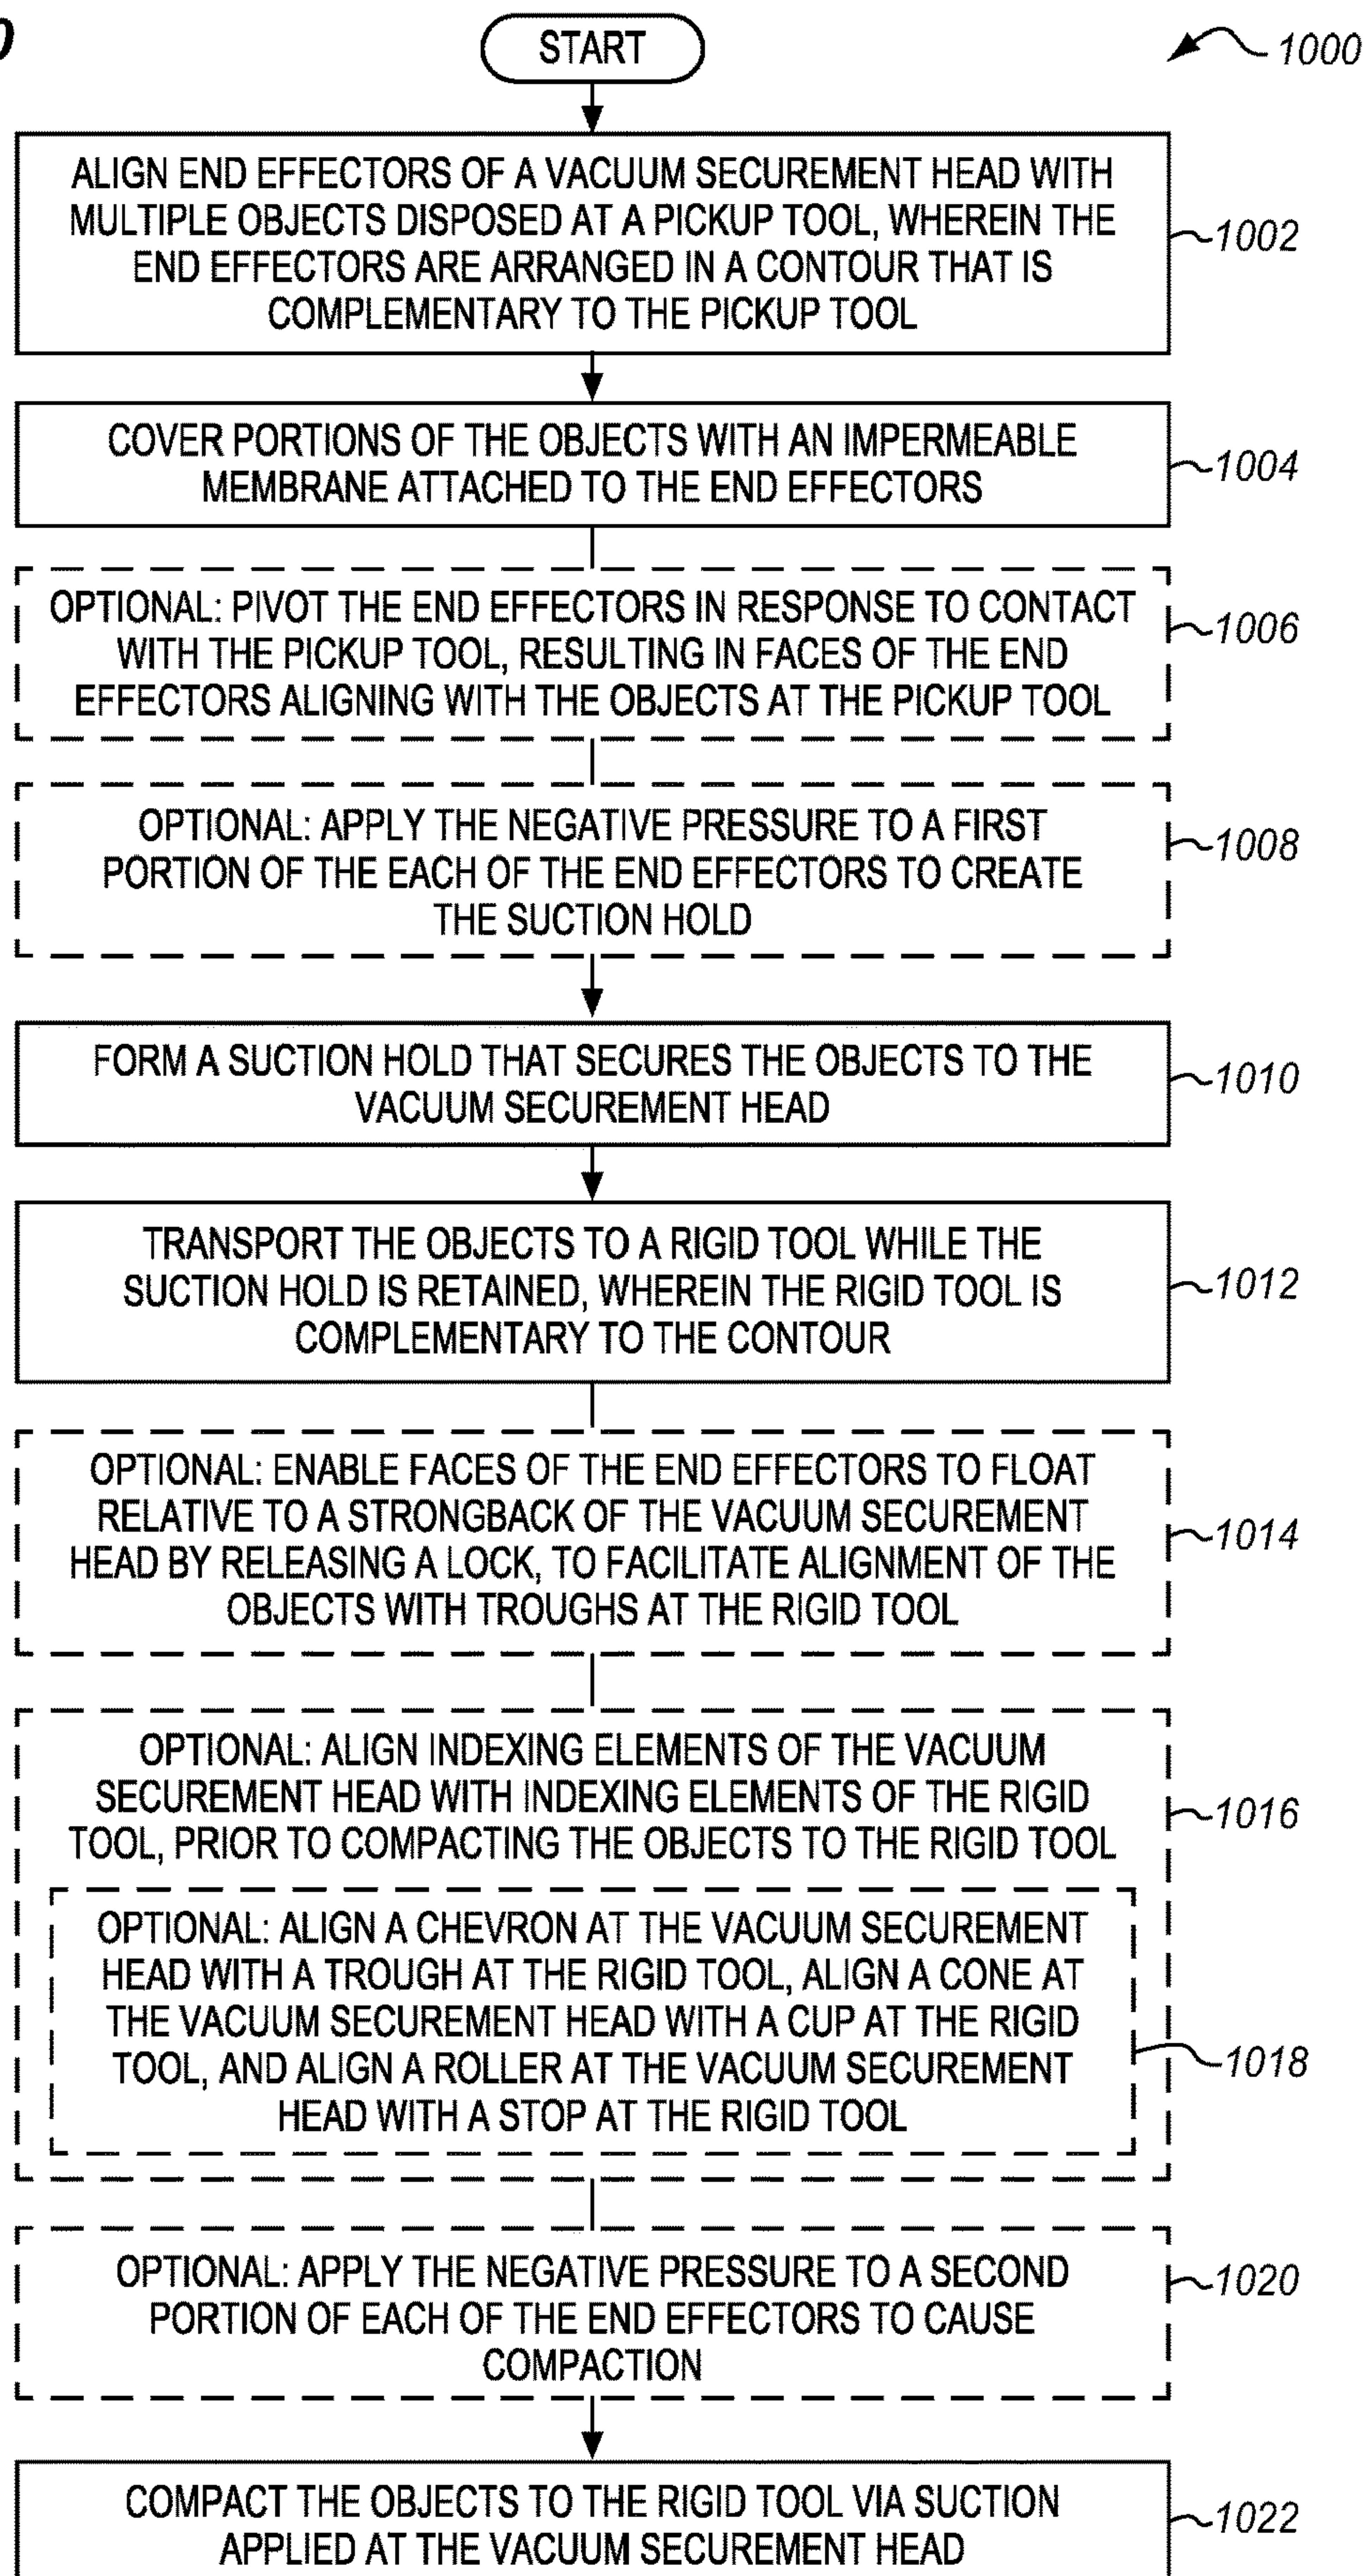 START
1000
ALIGN END EFFECTORS OF A VACUUM SECUREMENT HEAD WITH
MULTIPLE OBJECTS DISPOSED AT A PICKUP TOOL, WHEREIN THE
END EFFECTORS ARE ARRANGED IN A CONTOUR THAT IS
COMPLEMENTARY TO THE PICKUP TOOL
1002
COVER PORTIONS OF THE OBJECTS WITH AN IMPERMEABLE
MEMBRANE ATTACHED TO THE END EFFECTORS
1004
OPTIONAL: PIVOT THE END EFFECTORS IN RESPONSE TO CONTACT
WITH THE PICKUP TOOL, RESULTING IN FACES OF THE END
EFFECTORS ALIGNING WITH THE OBJECTS AT THE PICKUP TOOL
1006
OPTIONAL: APPLY THE NEGATIVE PRESSURE TO A FIRST
PORTION OF THE EACH OF THE END EFFECTORS TO CREATE
THE SUCTION HOLD
1008
FORM A SUCTION HOLD THAT SECURES THE OBJECTS TO THE
VACUUM SECUREMENT HEAD
1010
TRANSPORT THE OBJECTS TO A RIGID TOOL WHILE THE
SUCTION HOLD IS RETAINED, WHEREIN THE RIGID TOOL IS
COMPLEMENTARY TO THE CONTOUR
1012
OPTIONAL: ENABLE FACES OF THE END EFFECTORS TO FLOAT
RELATIVE TO A STRONGBACK OF THE VACUUM SECUREMENT
HEAD BY RELEASING A LOCK, TO FACILITATE ALIGNMENT OF THE
OBJECTS WITH TROUGHS AT THE RIGID TOOL
1014
OPTIONAL: ALIGN INDEXING ELEMENTS OF THE VACUUM
SECUREMENT HEAD WITH INDEXING ELEMENTS OF THE RIGID
TOOL, PRIOR TO COMPACTING THE OBJECTS TO THE RIGID TOOL
1016
OPTIONAL: ALIGN A CHEVRON AT THE VACUUM SECUREMENT
HEAD WITH A TROUGH AT THE RIGID TOOL, ALIGN A CONE AT
THE VACUUM SECUREMENT HEAD WITH A CUP AT THE RIGID
TOOL, AND ALIGN A ROLLER AT THE VACUUM SECUREMENT
HEAD WITH A STOP AT THE RIGID TOOL
1018
OPTIONAL: APPLY THE NEGATIVE PRESSURE TO A SECOND
PORTION OF EACH OF THE END EFFECTORS TO CAUSE
COMPACTION
1020
COMPACT THE OBJECTS TO THE RIGID TOOL VIA SUCTION
APPLIED AT THE VACUUM SECUREMENT HEAD
1022